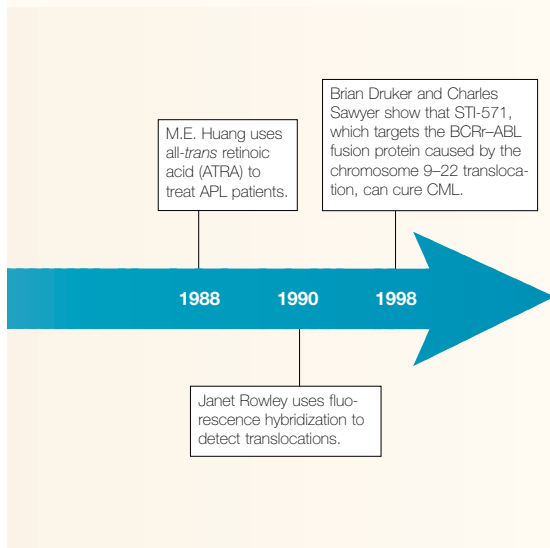 M.E. Huang uses
all-trans retinoic
acid (ATRA) to
treat APL patients.
Brian Druker and Charles
Sawyer show that STI-571,
which targets the BCRr–ABL
fusion protein caused by the
chromosome 9–22 transloca-
tion, can cure CML.
1988 1990 1998
Janet Rowley uses fluo-
rescence hybridization to
detect translocations.